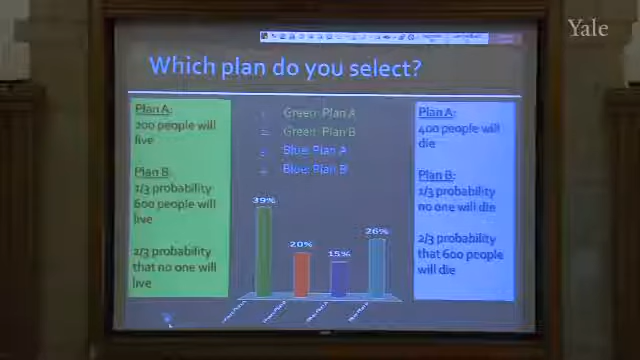 Yale
Which plan do you select?
Plan A:
200 people will
live
Plan B:
1/3 probability
600 people will
live
2/3 probability
that no one will
live
Green: Plan A
Green: Plan B
Blue: Plan A
Blue: Plan B
39%
20%
15%
26%
Plan A:
400 people will
die
Plan B:
1/3 probability
no one will die
2/3 probability
that 600 people
will die